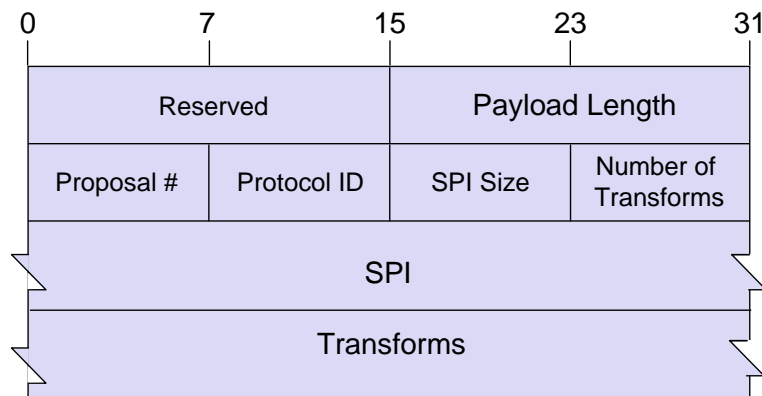 0 7 15 23 31
Reserved Payload Length
Proposal # Protocol ID SPI Size Number of
Transforms
SPI
Transforms